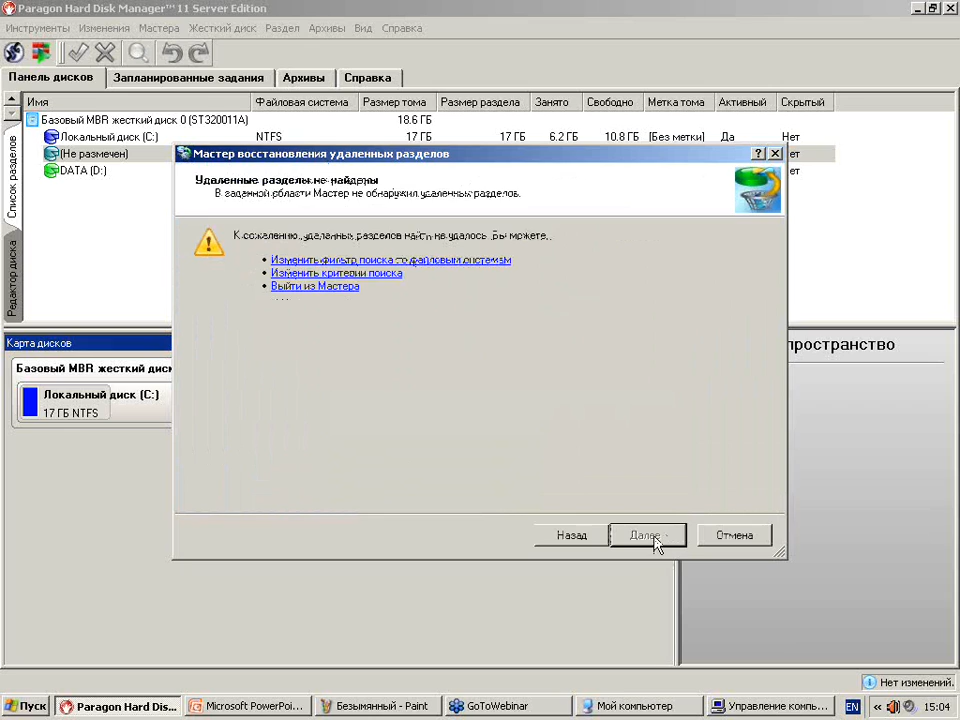 Paragon Hard Disk Manager™ 11 Server Edition
Инструменты Изменения Мастера Жесткий диск Раздел Архивы Вид Справка
Панель дисков Запланированные задания Архивы Справка
Имя Файловая система Размер тома Размер раздела Занято Свободно Метка тома Активный Скрытый
Базовый MBR жесткий диск 0 (ST320011A) 18.6 ГБ
Локальный диск (C:) NTFS 17 ГБ 17 ГБ 6.2 ГБ 10.8 ГБ [Без метки] Да Нет
(Не размечен) ет
DATA (D:) ет
Список разделов
Редактор диска
Мастер восстановления удаленных разделов
Удаленные разделы не найдены
В заданной области Мастер не обнаружил удаленных разделов.
К сожалению, удаленных разделов найти не удалось. Вы можете
• Изменить фильтр поиска по файловым системам
• Изменить критерии поиска
• Выйти из Мастера
Назад Далее Отмена
Карта дисков
Базовый MBR жесткий диск
Локальный диск (C:)
17 ГБ NTFS
пространство
Нет изменений.
Пуск Paragon Hard Dis... Microsoft PowerPoi... Безымянный - Paint GoToWebinar Мой компьютер Управление компь... EN « 15:04